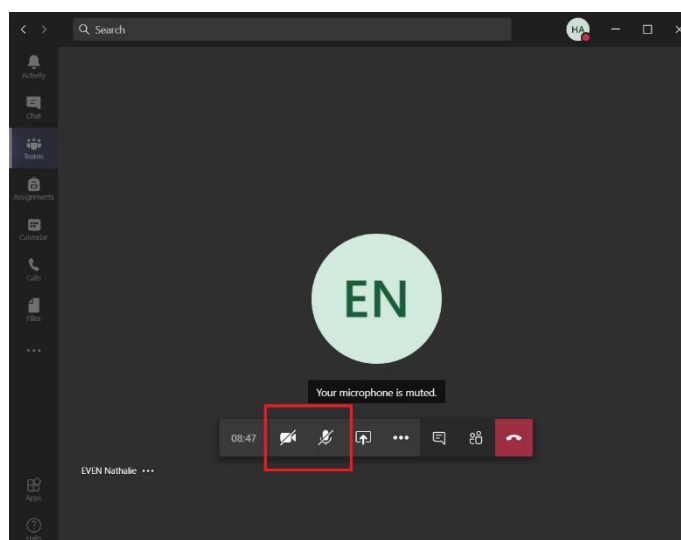 Search
HA
Activity
Chat
Teams
Assignments
Calendar
Calls
Files
EN
Your microphone is muted.
08:47
EVEN Nathalie
Apps
Help